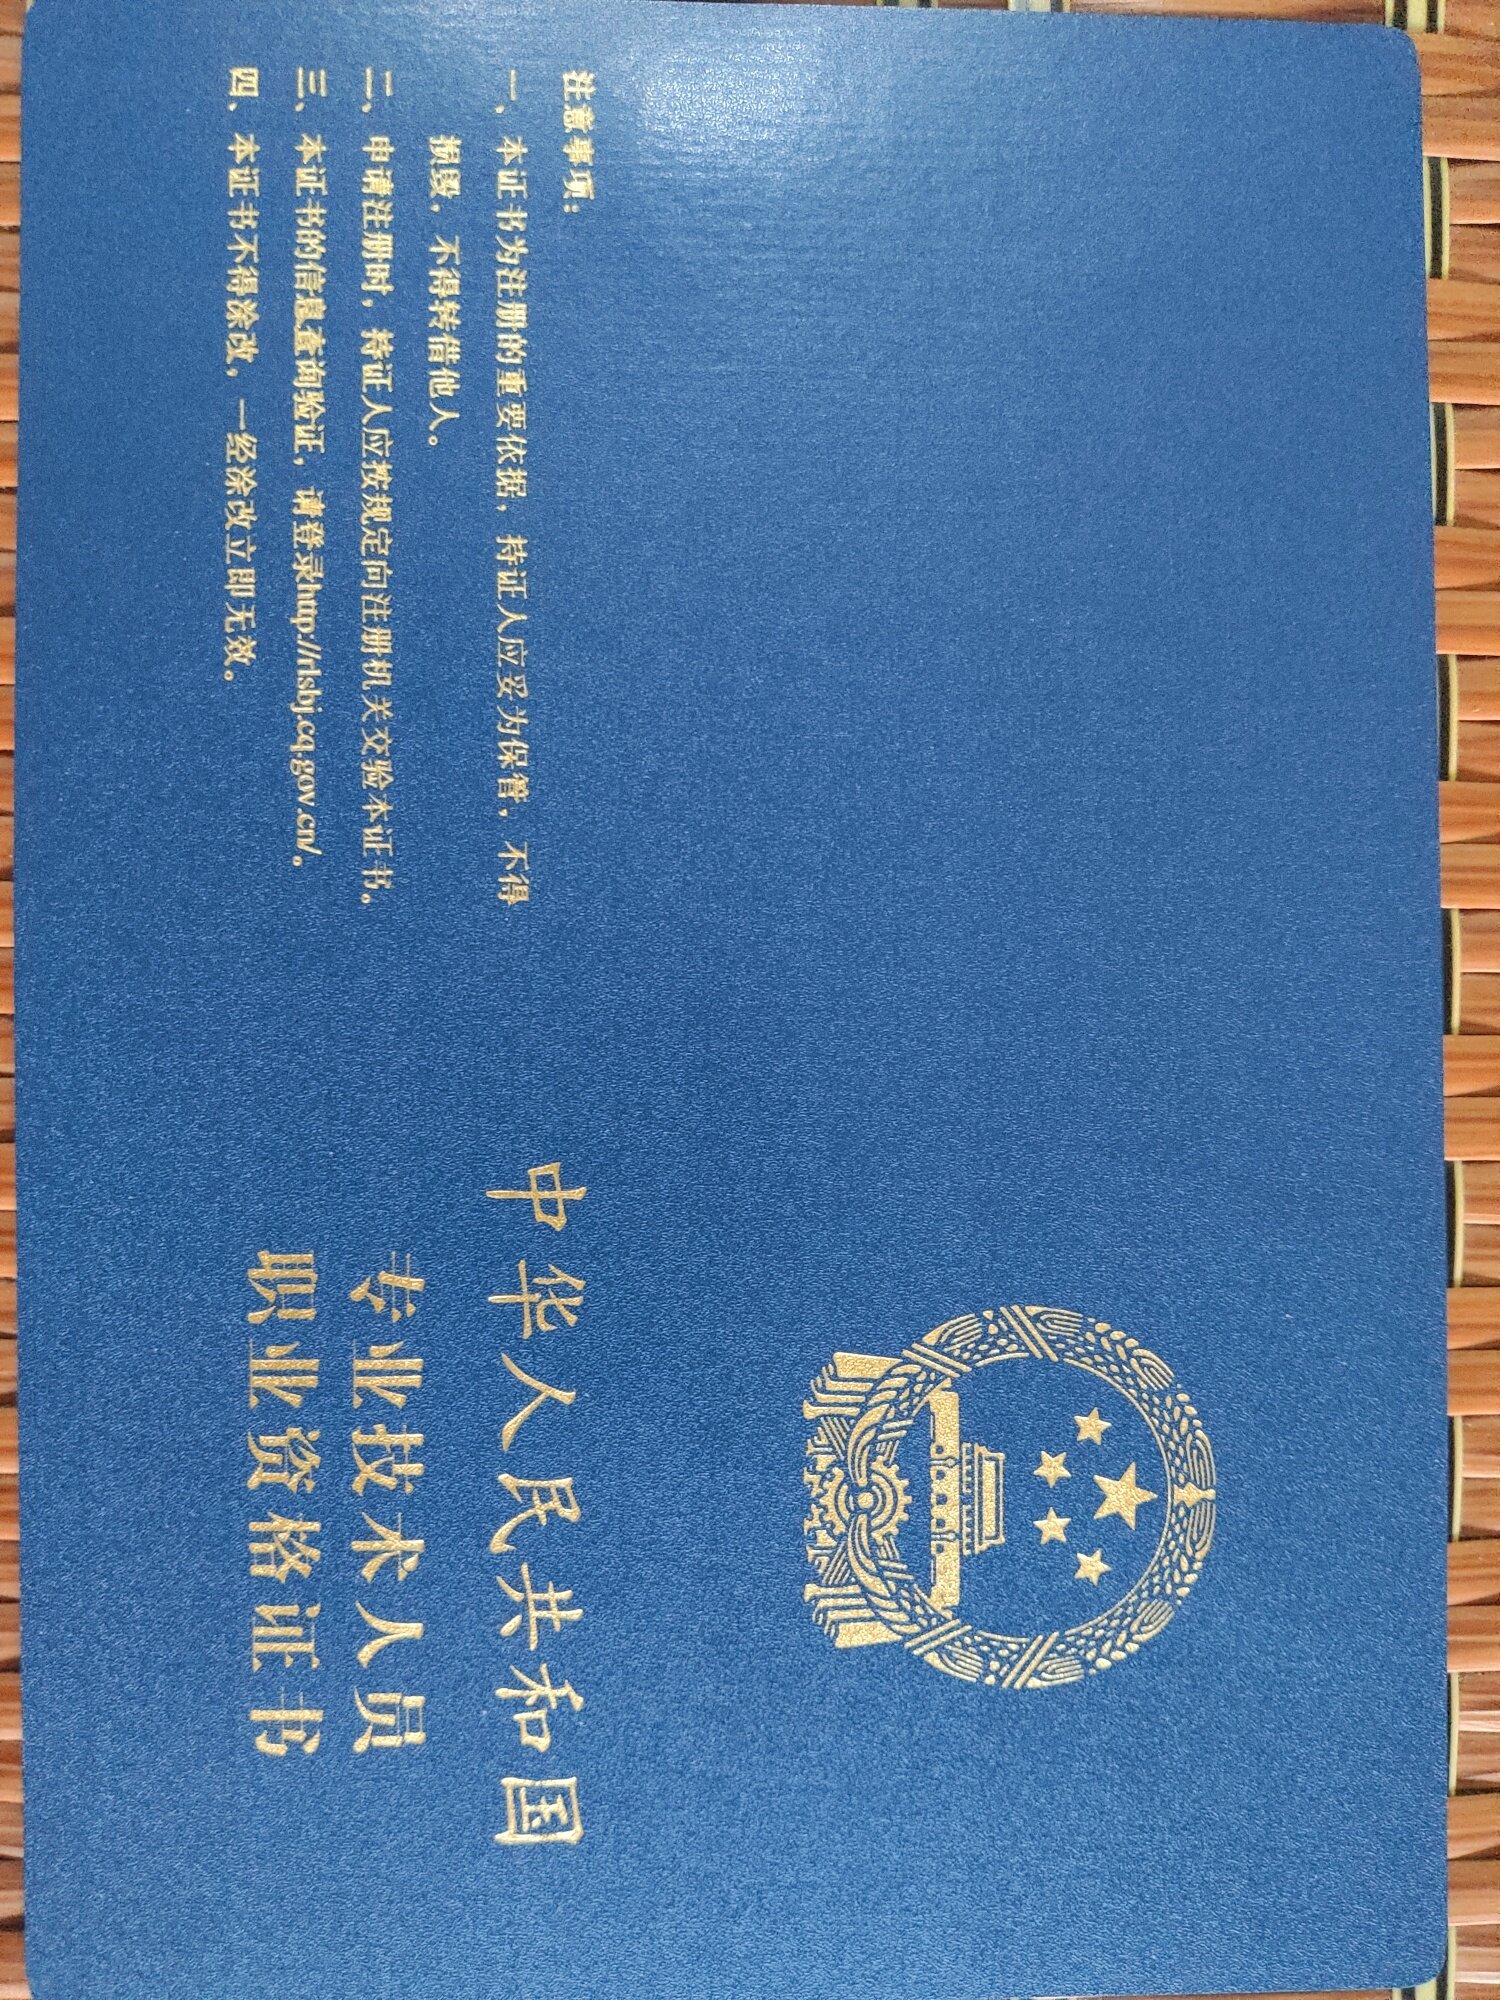 注意事项：
一、本证书为注册的重要依据，持证人应妥为保管，不得
损毁，不得转借他人。
二、申请注册时，持证人应按规定向注册机关交验本证书。
三、本证书的信息查询验证，请登录http://rlsbj.cq.gov.cn/。
四、本证书不得涂改，一经涂改立即无效。
中华人民共和国
专业技术人员
职业资格证书